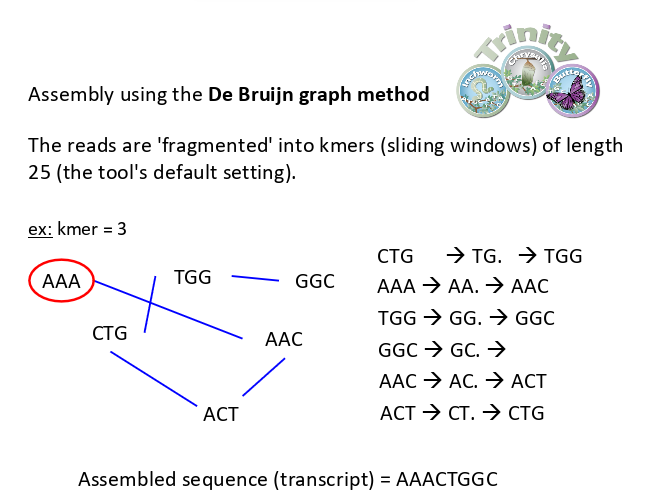 Trinity
Inchworm
Chrysalis
Butterfly
Assembly using the De Bruijn graph method
The reads are 'fragmented' into kmers (sliding windows) of length
25 (the tool's default setting).
ex: kmer = 3
AAA
TGG
GGC
CTG
AAC
ACT
CTG → TG. → TGG
AAA → AA. → AAC
TGG → GG. → GGC
GGC → GC. →
AAC → AC. → ACT
ACT → CT. → CTG
Assembled sequence (transcript) = AAACTGGC